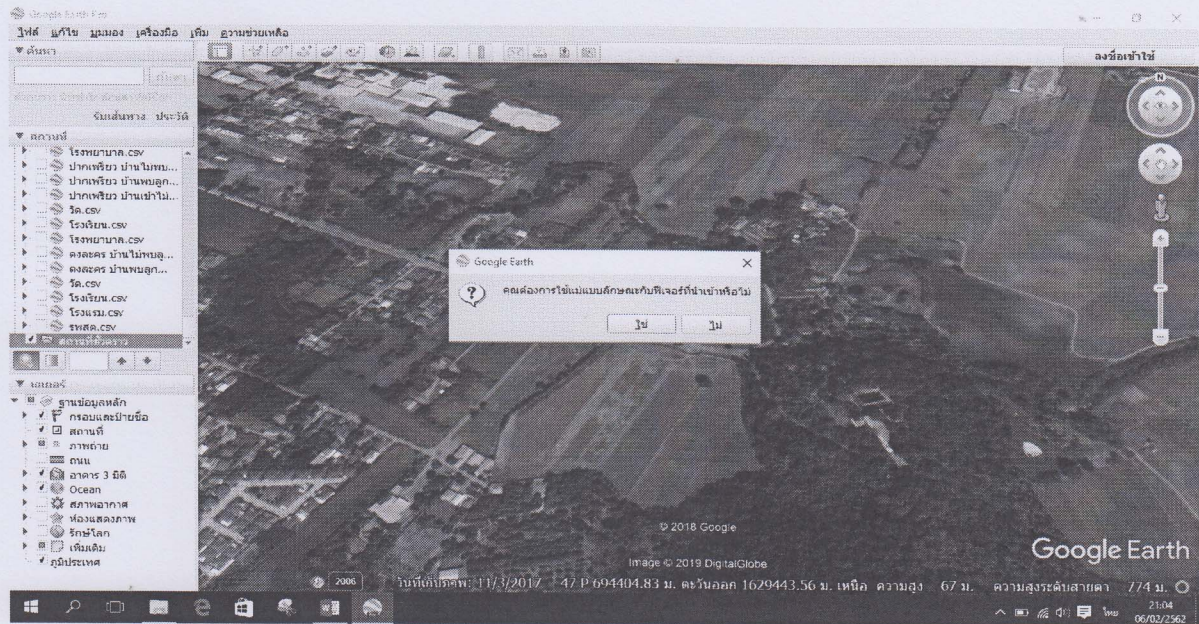 Google Earth Pro
ไฟล์ แก้ไข มุมมอง เครื่องมือ เพิ่ม ความช่วยเหลือ
▼ ค้นหา
ลงชื่อเข้าใช้
ค้นหา
รับเส้นทาง ประวัติ
▼ สถานที่
โรงพยาบาล.csv
ปากเพรียว บ้านไม่พบ...
ปากเพรียว บ้านพบลูก...
ปากเพรียว บ้านเข้าไม่...
วัด.csv
โรงเรียน.csv
โรงพยาบาล.csv
ดงละคร บ้านไม่พบลู...
ดงละคร บ้านพบลูก...
วัด.csv
โรงเรียน.csv
โรงแรม.csv
รพสต.csv
สถานที่ชั่วคราว
▼ เลเยอร์
ฐานข้อมูลหลัก
กรอบและป้ายชื่อ
สถานที่
ภาพถ่าย
ถนน
อาคาร 3 มิติ
Ocean
สภาพอากาศ
ห้องแสดงภาพ
รักษ์โลก
เพิ่มเติม
ภูมิประเทศ
N
Google Earth
คุณต้องการใช้แม่แบบลักษณะกับฟีเจอร์ที่นำเข้าหรือไม่
ใช่ ไม่
© 2018 Google
Image © 2019 DigitalGlobe
Google Earth
2006 วันที่เก็บภาพ: 11/3/2017 47 P 694404.83 ม. ตะวันออก 1629443.56 ม. เหนือ ความสูง 67 ม. ความสูงระดับสายตา 774 ม.
ไทย 21:04
06/02/2562